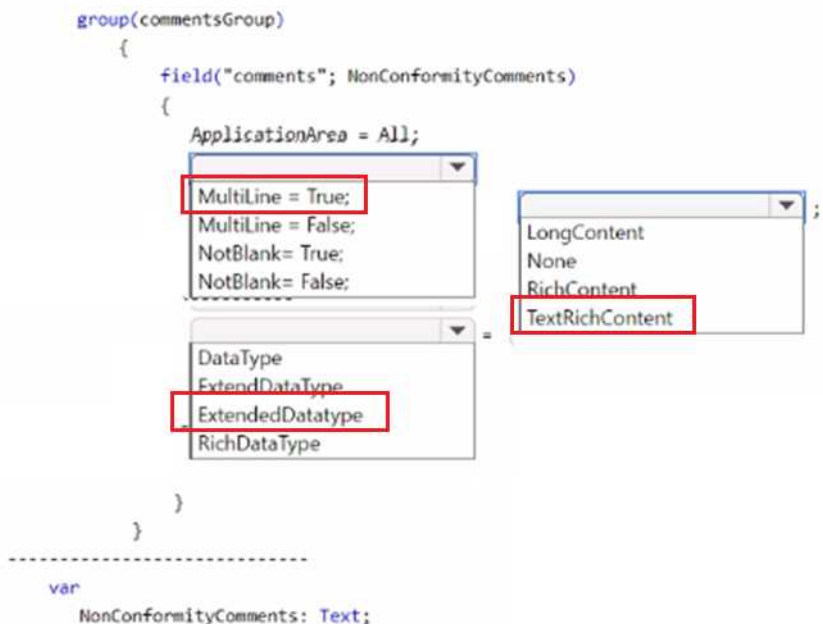 group(commentsGroup)
{
field("comments"; NonConformityComments)
{
ApplicationArea = All;
MultiLine = True;
MultiLine = False;
NotBlank= True;
NotBlank= False;
LongContent
None
RichContent
TextRichContent
;
=
DataType
ExtendDataType
ExtendedDatatype
RichDataType
}
}
------------------------------
var
NonConformityComments: Text;